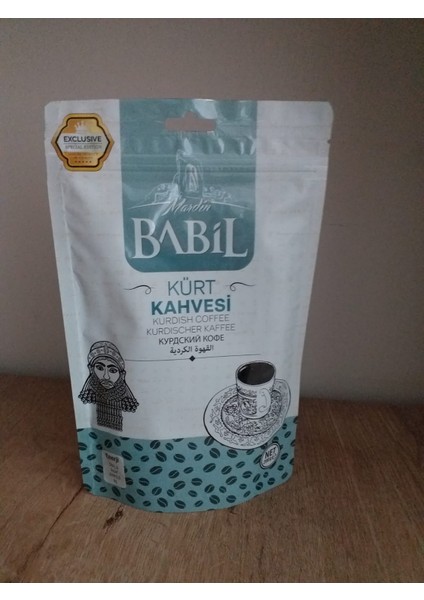 EXCLUSIVE
SPECIAL EDITION
Mardin
BABİL
KÜRT
KAHVESİ
KURDISH COFFEE
KURDISCHER KAFFEE
КУРДСКИЙ КОФЕ
القهوة الكردية
NET